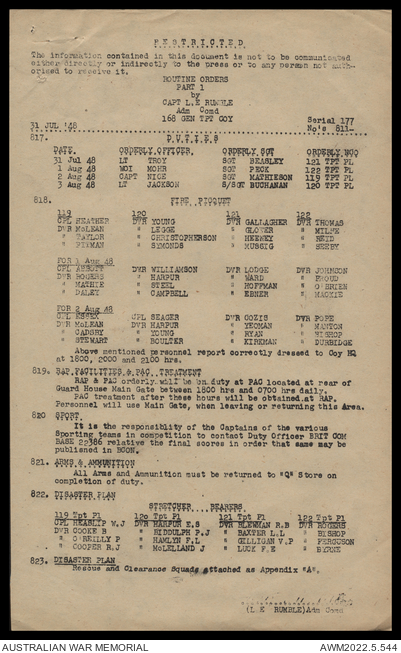 RESTRICTED
The information contained in this document is not to be communicated
either directly or indirectly to the press or to any person not auth-
orised to receive it.
ROUTINE ORDERS
PART 1
by
CAPT L.E RUMBLE
Adm Comd
168 GEN TPT COY
Serial 177
31 JUL '48 No's 811-
817. DUTIES
DATE ORDERLY OFFICER ORDERLY SGT ORDERLY NCO
31 Jul 48 LT TROY SGT BEASLEY 121 TPT PL
1 Aug 48 WOI MOHR SGT PECK 122 TPT PL
2 Aug 48 CAPT NICE SGT MATHIESON 119 TPT PL
3 Aug 48 LT JACKSON S/SGT BUCHANAN 120 TPT PL
818. FIRE PICQUET
119 120 121 122
CPL HEATHER DVR YOUNG DVR GALLAGHER DVR THOMAS
DVR McLEAN " LEGGE " GLOVER " MILNE
" TAYLOR " CHRISTOPHERSON " HEENEY " REID
" PITMAN " SYMONDS " MUSSIG " SEEBY
FOR 1 Aug 48
CPL ABBOTT DVR WILLIAMSON DVR LODGE DVR JOHNSON
DVR ROGERS " HARPUR " WARD " FROUD
" MATHIE " STEEL " HOFFMAN " O'BRIEN
" DALEY " CAMPBELL " EBNER " MACKIE
FOR 2 Aug 48
CPL ESSEX CPL SEAGER DVR COZIS DVR POPE
DVR McLEAN DVR HARPUR " YEOMAN " MANTON
" CADSBY " YOUNG " RYAN " BISHOP
" STEWART " BOULTER " KIRKMAN " DURBIDGE
Above mentioned personnel report correctly dressed to Coy HQ
at 1800, 2000 and 2100 hrs.
819. RAP FACILITIES & PAC TREATMENT
RAP & PAC orderly will be on duty at PAC located at rear of
Guard House Main Gate between 1800 hrs and 0700 hrs daily.
PAC treatment after these hours will be obtained at RAP.
Personnel will use Main Gate, when leaving or returning this Area.
820 SPORT.
It is the responsiblty of the Captains of the various
Sporting teams in competition to contact Duty Officer BRIT COM
BASE 22386 relative the final scores in order that same may be
published in BCON.
821. ARMS & AMMUNITION
All Arms and Ammunition must be returned to "Q" Store on
completion of duty.
822. DISASTER PLAN
STRETCHER BEARERS
119 Tpt Pl 120 Tpt Pl 121 Tpt Pl 122 Tpt Pl
CPL HEASLIP W.J DVR HARPUR E.S DVR BLEWMAN R.B DVR ROGERS
DVR COOKE B " RIDDULPH P.J " BAXTER L.L " BISHOP
" O'REILLY P " HAMLYN F.L " GILLIGAN V.P " FERGUSON
" COOPER R.J " McLELLAND J " LUCK F.E " BYRNE
823. DISASTER PLAN
Rescue and Clearance Squads attached as Appendix "A".
(L.E RUMBLE) Adm Comd
AUSTRALIAN WAR MEMORIAL AWM2022.5.544